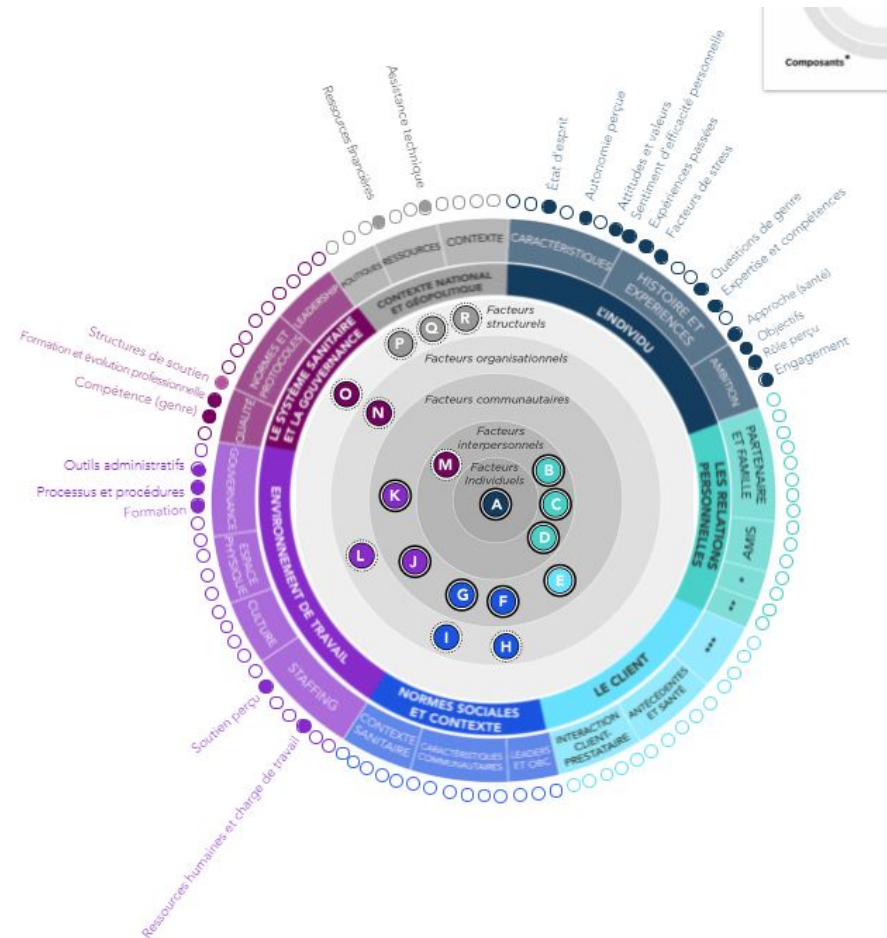 Composants*
Ressources financières
Assistance technique
État d'esprit
Autonomie perçue
Attitudes et valeurs
Sentiment d'efficacité personnelle
Expériences passées
Facteurs de stress
Questions de genre
Expertise et compétences
Approche (santé)
Objectifs
Rôle perçu
Engagement
Structures de soutien
Formation et évolution professionnelle
Compétence (genre)
Outils administratifs
Processus et procédures
Formation
Soutien perçu
Ressources humaines et charge de travail
POLITIQUES
RESSOURCES
CONTEXTE
CARACTÉRISTIQUES
HISTOIRE ET
EXPÉRIENCES
AMBITION
PARTENAIRE
ET FAMILLE
AMIS
*
**
***
ANTÉCÉDENTES
ET SANTÉ
INTERACTION
CLIENT-
PRESTATAIRE
LEADERS
ET OBC
CARACTÉRISTIQUES
COMMUNAUTAIRES
CONTEXTE
SANITAIRE
STAFFING
CULTURE
ESPACE
PHYSIQUE
GOUVERNANCE
QUALITÉ
NORMES ET
PROTOCOLES
LEADERSHIP
CONTEXTE NATIONAL
ET GÉOPOLITIQUE
L'INDIVIDU
LES RELATIONS
PERSONNELLES
LE CLIENT
NORMES SOCIALES
ET CONTEXTE
ENVIRONNEMENT DE TRAVAIL
LE SYSTÈME SANITAIRE
ET LA GOUVERNANCE
Facteurs
structurels
Facteurs organisationnels
Facteurs communautaires
Facteurs
interpersonnels
Facteurs
Individuels
P
Q
R
O
N
M
B
K
A
C
D
L
J
E
G
F
I
H